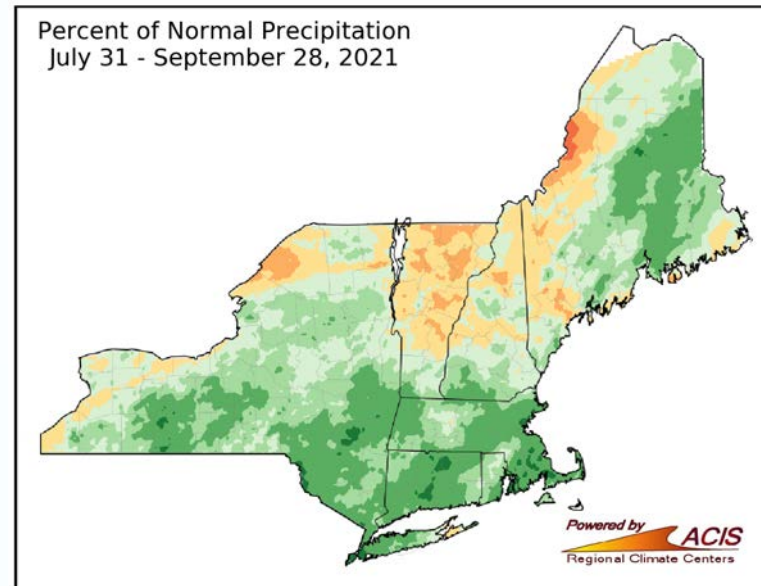 Percent of Normal Precipitation
July 31 - September 28, 2021
Powered by
ACIS
Regional Climate Centers